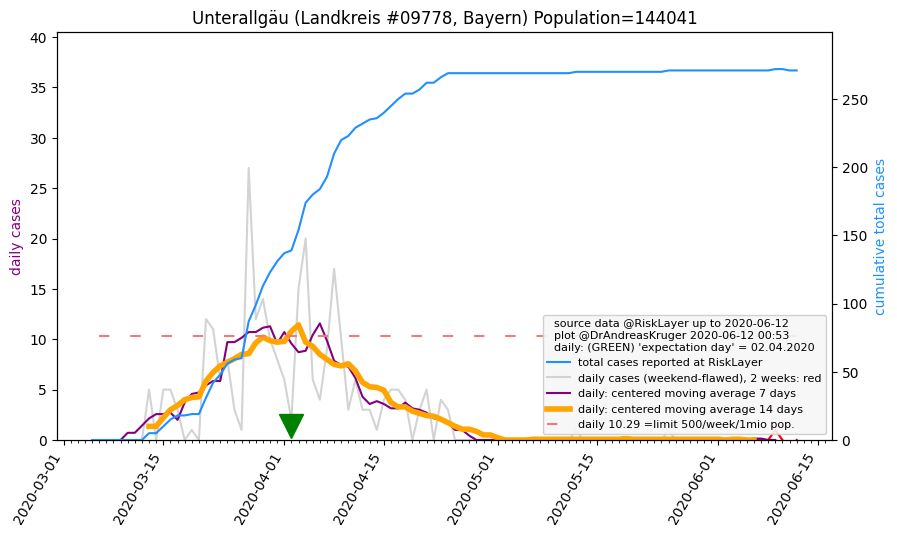 Unterallgäu (Landkreis #09778, Bayern) Population=144041
40
35
30
25
20
15
10
5
0
daily cases
250
200
150
100
50
0
cumulative total cases
source data @RiskLayer up to 2020-06-12
plot @DrAndreasKruger 2020-06-12 00:53
daily: (GREEN) 'expectation day' = 02.04.2020
total cases reported at RiskLayer
daily cases (weekend-flawed), 2 weeks: red
daily: centered moving average 7 days
daily: centered moving average 14 days
daily 10.29 =limit 500/week/1mio pop.
2020-03-01
2020-03-15
2020-04-01
2020-04-15
2020-05-01
2020-05-15
2020-06-01
2020-06-15